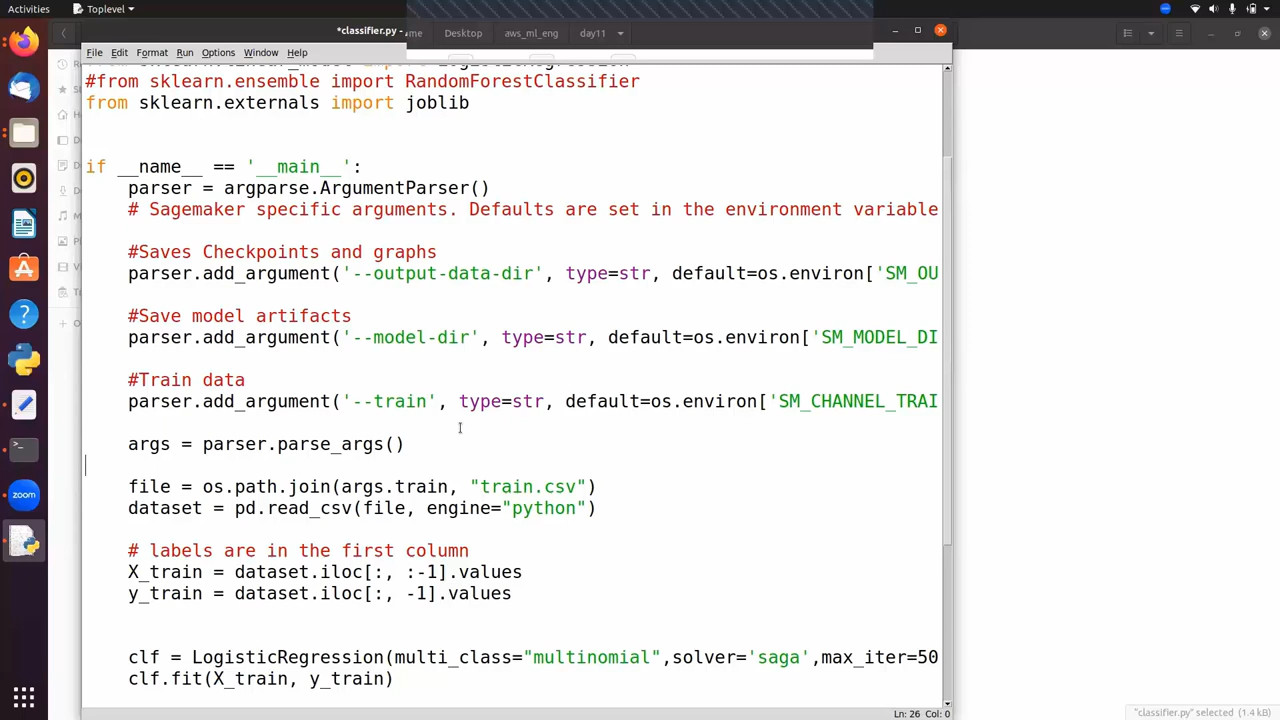 Activities
Toplevel
*classifier.py -
me
Desktop
aws_ml_eng
day11
File Edit Format Run Options Window Help
#from sklearn.ensemble import RandomForestClassifier
from sklearn.externals import joblib
if __name__ == '__main__':
parser = argparse.ArgumentParser()
# Sagemaker specific arguments. Defaults are set in the environment variable
#Saves Checkpoints and graphs
parser.add_argument('--output-data-dir', type=str, default=os.environ['SM_OU
#Save model artifacts
parser.add_argument('--model-dir', type=str, default=os.environ['SM_MODEL_DI
#Train data
parser.add_argument('--train', type=str, default=os.environ['SM_CHANNEL_TRAI
args = parser.parse_args()
file = os.path.join(args.train, "train.csv")
dataset = pd.read_csv(file, engine="python")
# labels are in the first column
X_train = dataset.iloc[:, :-1].values
y_train = dataset.iloc[:, -1].values
clf = LogisticRegression(multi_class="multinomial",solver='saga',max_iter=50
clf.fit(X_train, y_train)
zoom
Ln: 26 Col: 0
"classifier.py" selected (1.4 kB)